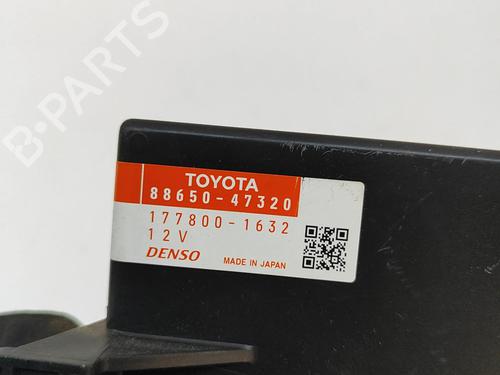 B-PARTS
TOYOTA
88650-47320
177800-1632
12V
DENSO MADE IN JAPAN